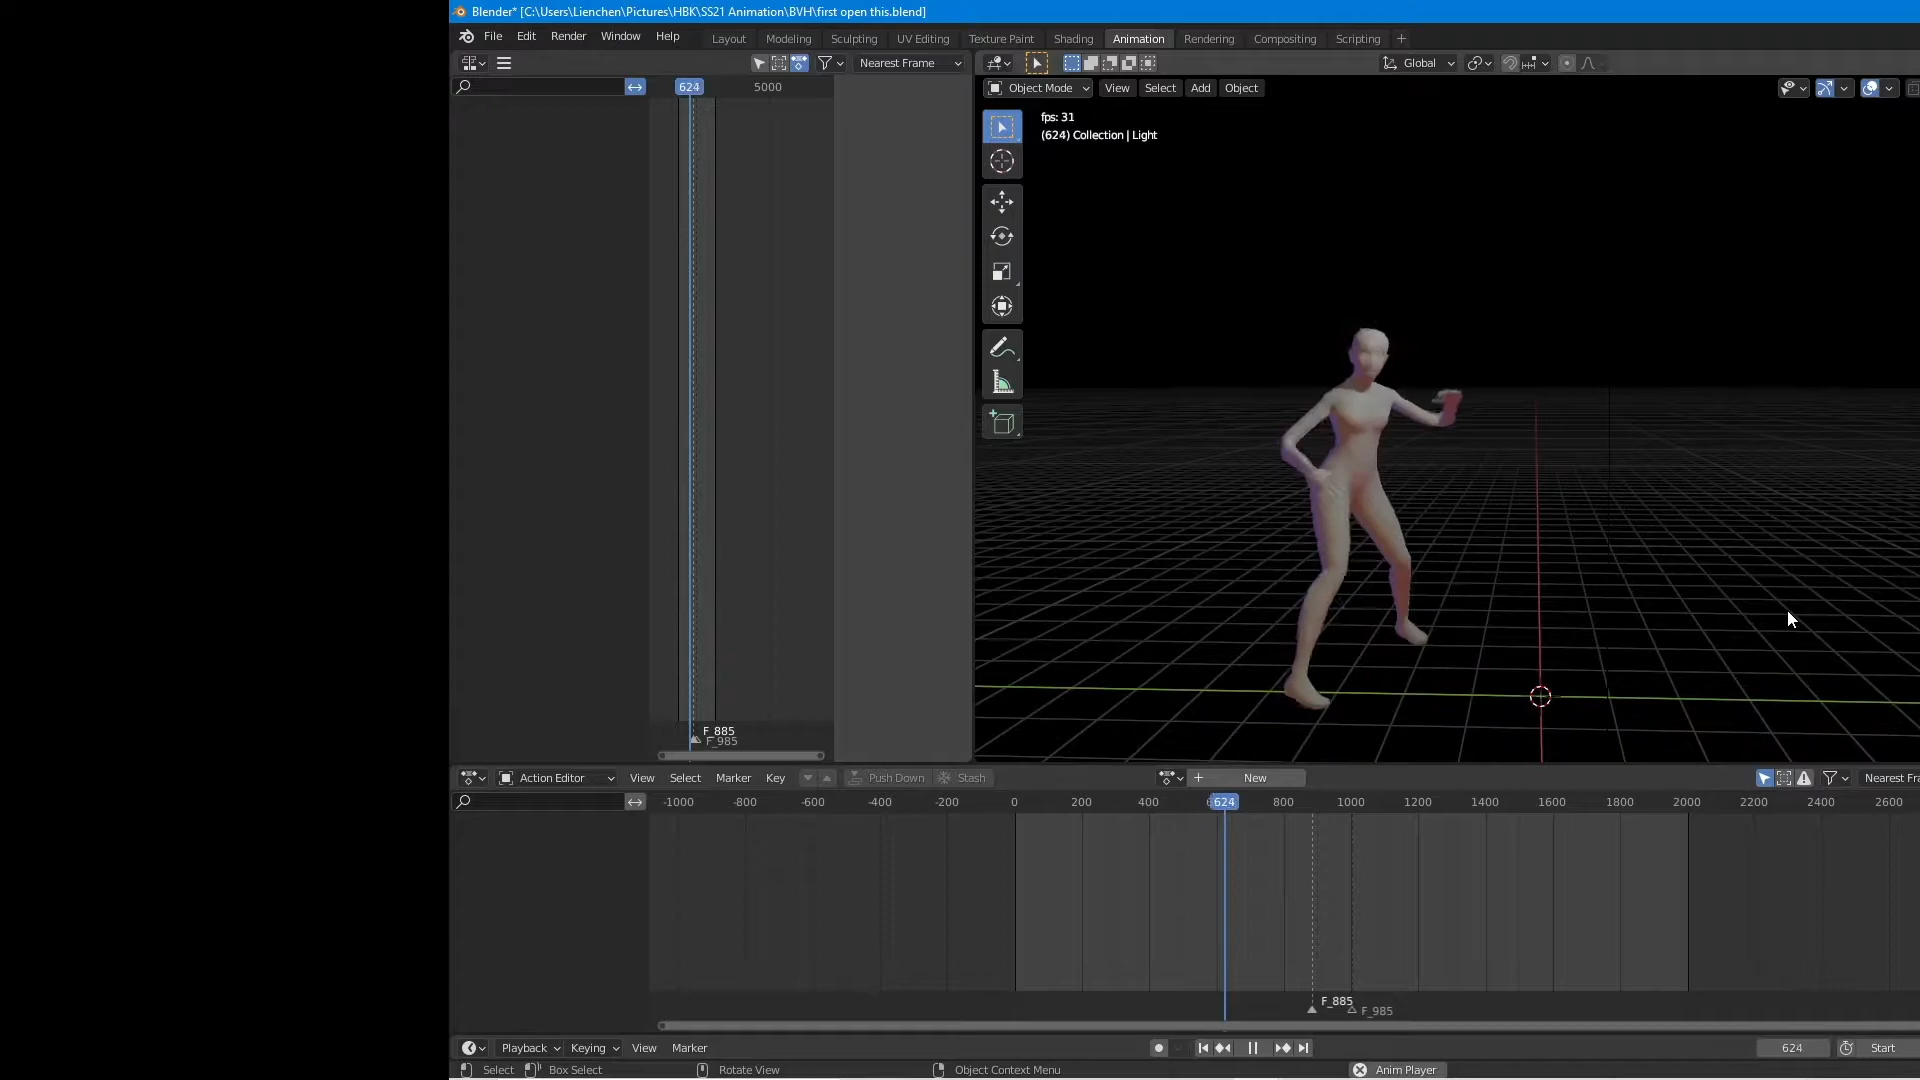 Blender* [C:\Users\Lienchen\Pictures\HBK\SS21 Animation\BVH\first open this.blend]
File Edit Render Window Help Layout Modeling Sculpting UV Editing Texture Paint Shading Animation Rendering Compositing Scripting
Nearest Frame Global
624 5000
Object Mode View Select Add Object
fps: 31
(624) Collection | Light
F_885
F_985
Action Editor View Select Marker Key Push Down Stash New Nearest Fra
-1000 -800 -600 -400 -200 0 200 400 624 800 1000 1200 1400 1600 1800 2000 2200 2400 2600
F_885
F_985
Playback Keying View Marker 624 Start
Select Box Select Rotate View Object Context Menu Anim Player